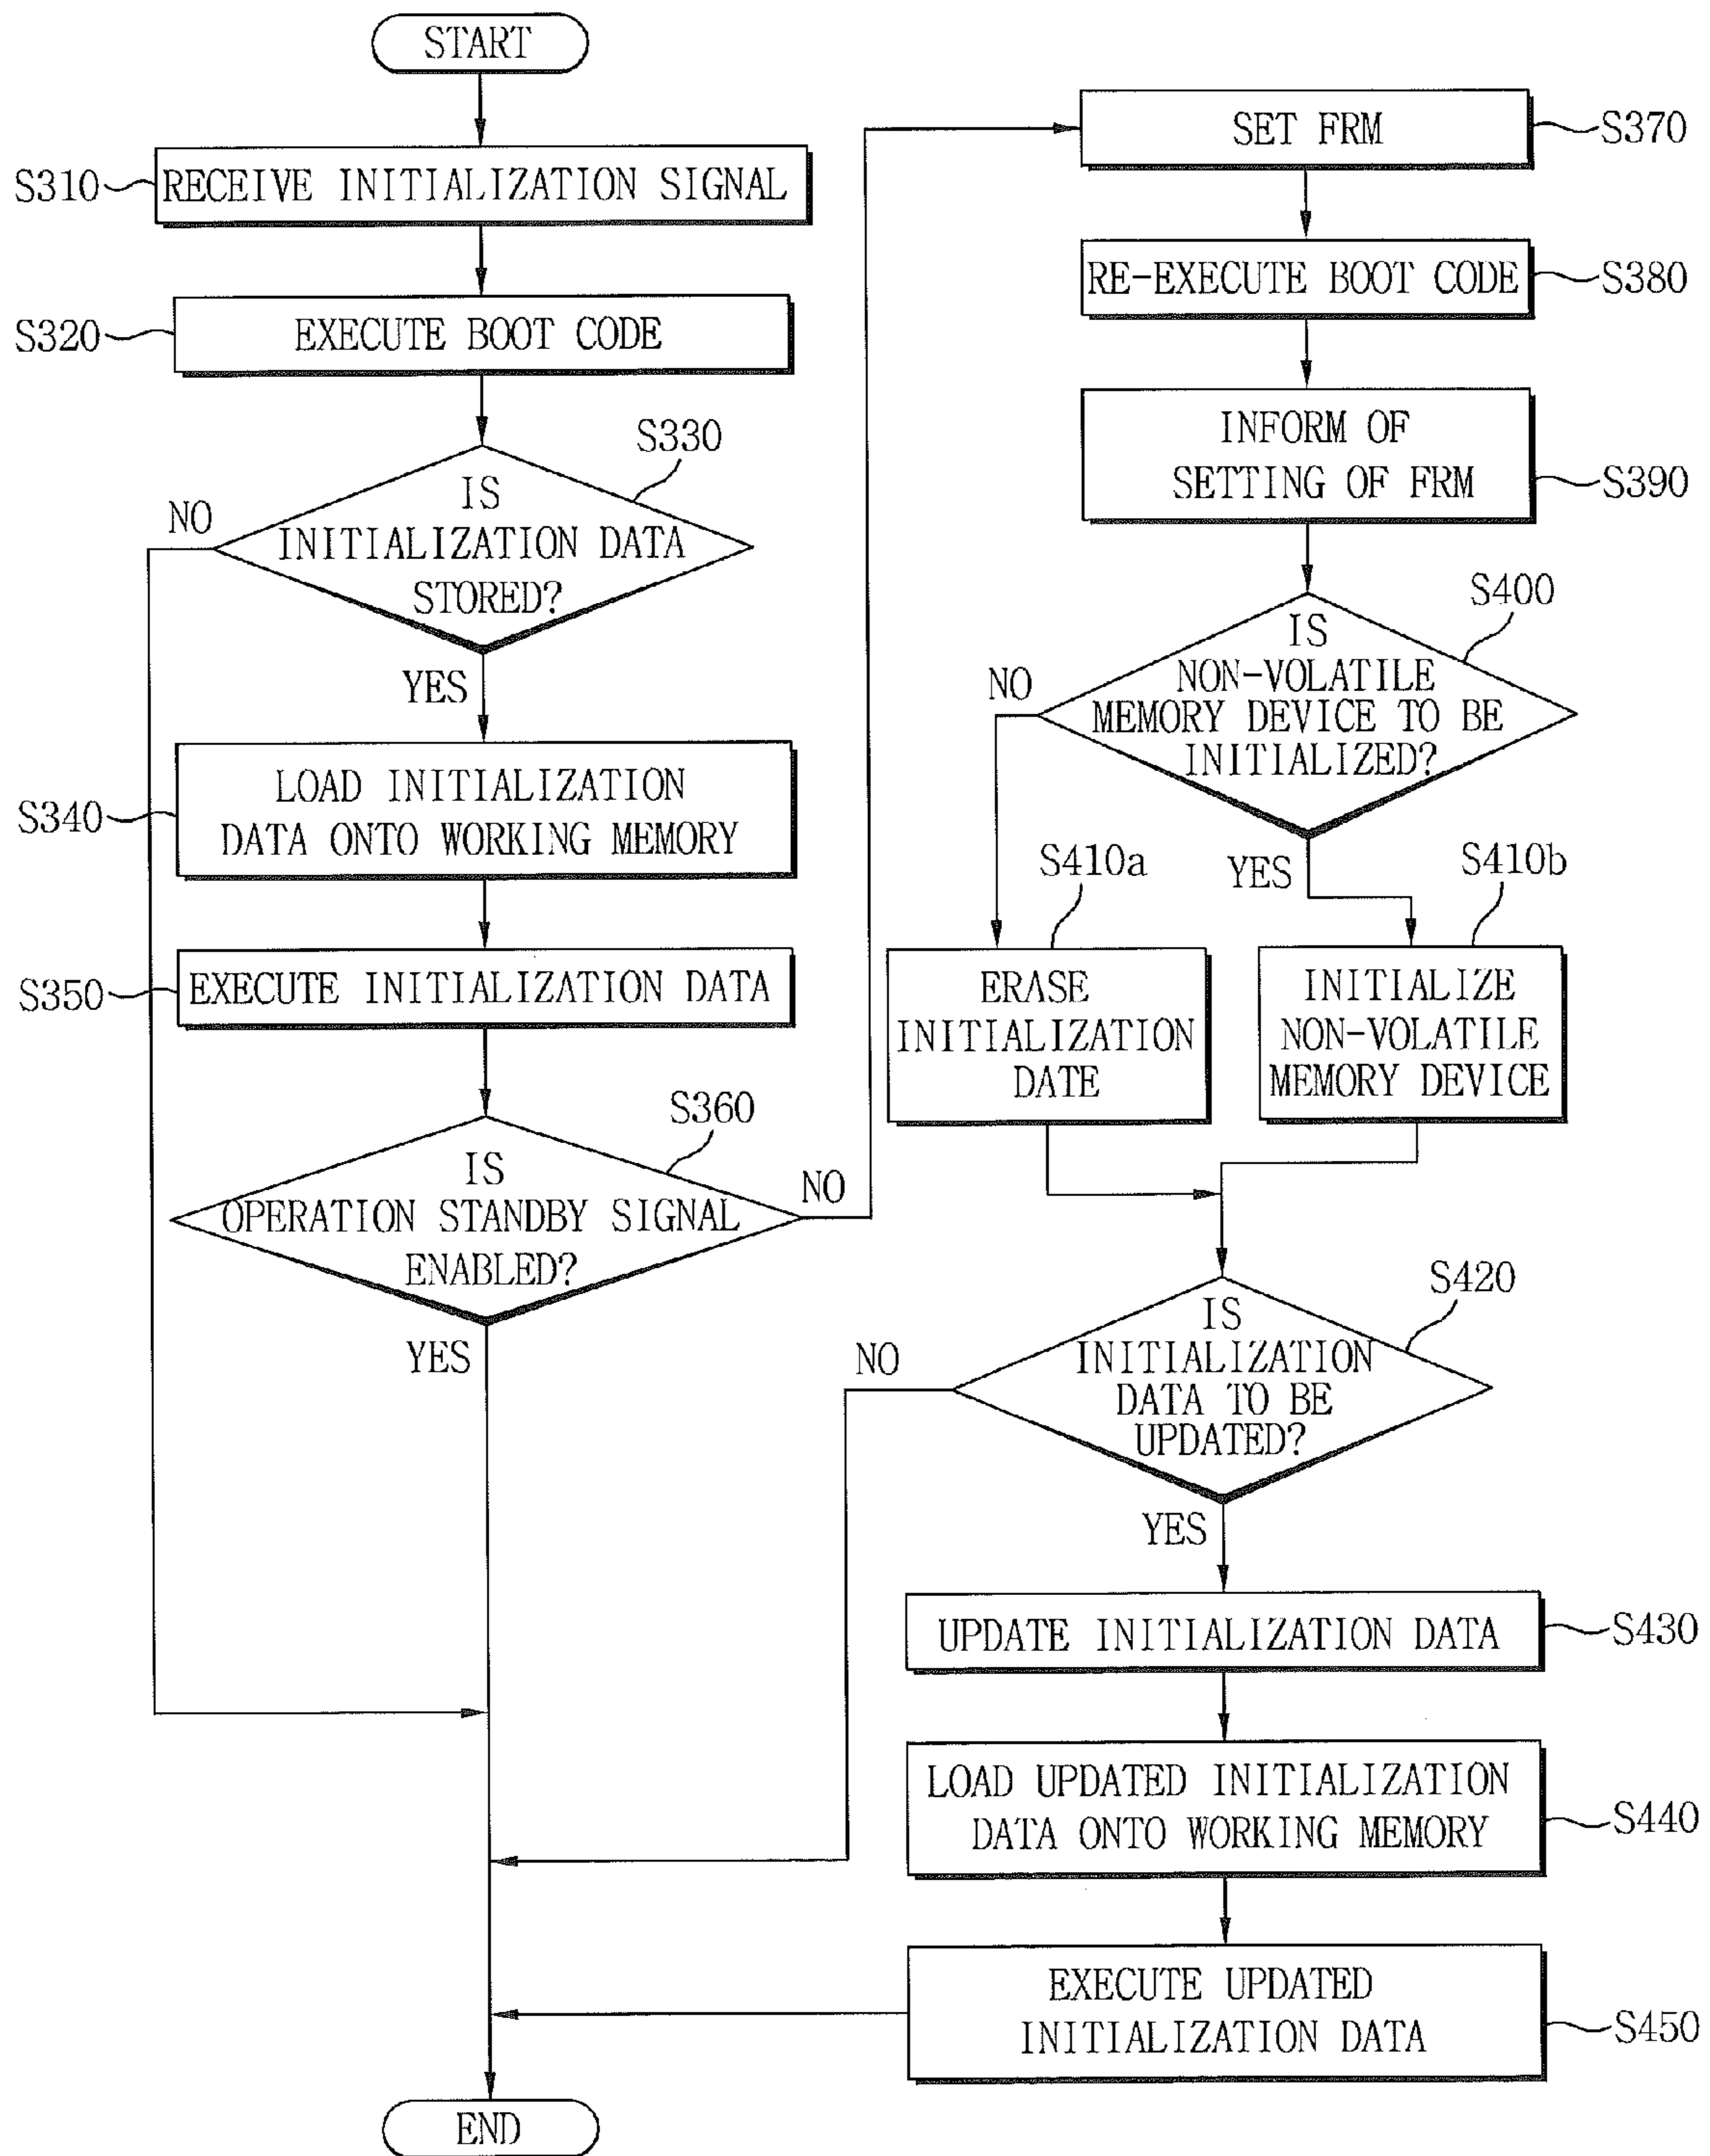 START
S310
RECEIVE INITIALIZATION SIGNAL
S320
EXECUTE BOOT CODE
S330
IS
INITIALIZATION DATA
STORED?
NO
YES
S340
LOAD INITIALIZATION
DATA ONTO WORKING MEMORY
S350
EXECUTE INITIALIZATION DATA
S360
IS
OPERATION STANDBY SIGNAL
ENABLED?
NO
YES
SET FRM
S370
RE-EXECUTE BOOT CODE
S380
INFORM OF
SETTING OF FRM
S390
S400
IS
NON-VOLATILE
MEMORY DEVICE TO BE
INITIALIZED?
NO
YES
S410a
ERASE
INITIALIZATION
DATE
S410b
INITIALIZE
NON-VOLATILE
MEMORY DEVICE
S420
IS
INITIALIZATION
DATA TO BE
UPDATED?
NO
YES
UPDATE INITIALIZATION DATA
S430
LOAD UPDATED INITIALIZATION
DATA ONTO WORKING MEMORY
S440
EXECUTE UPDATED
INITIALIZATION DATA
S450
END